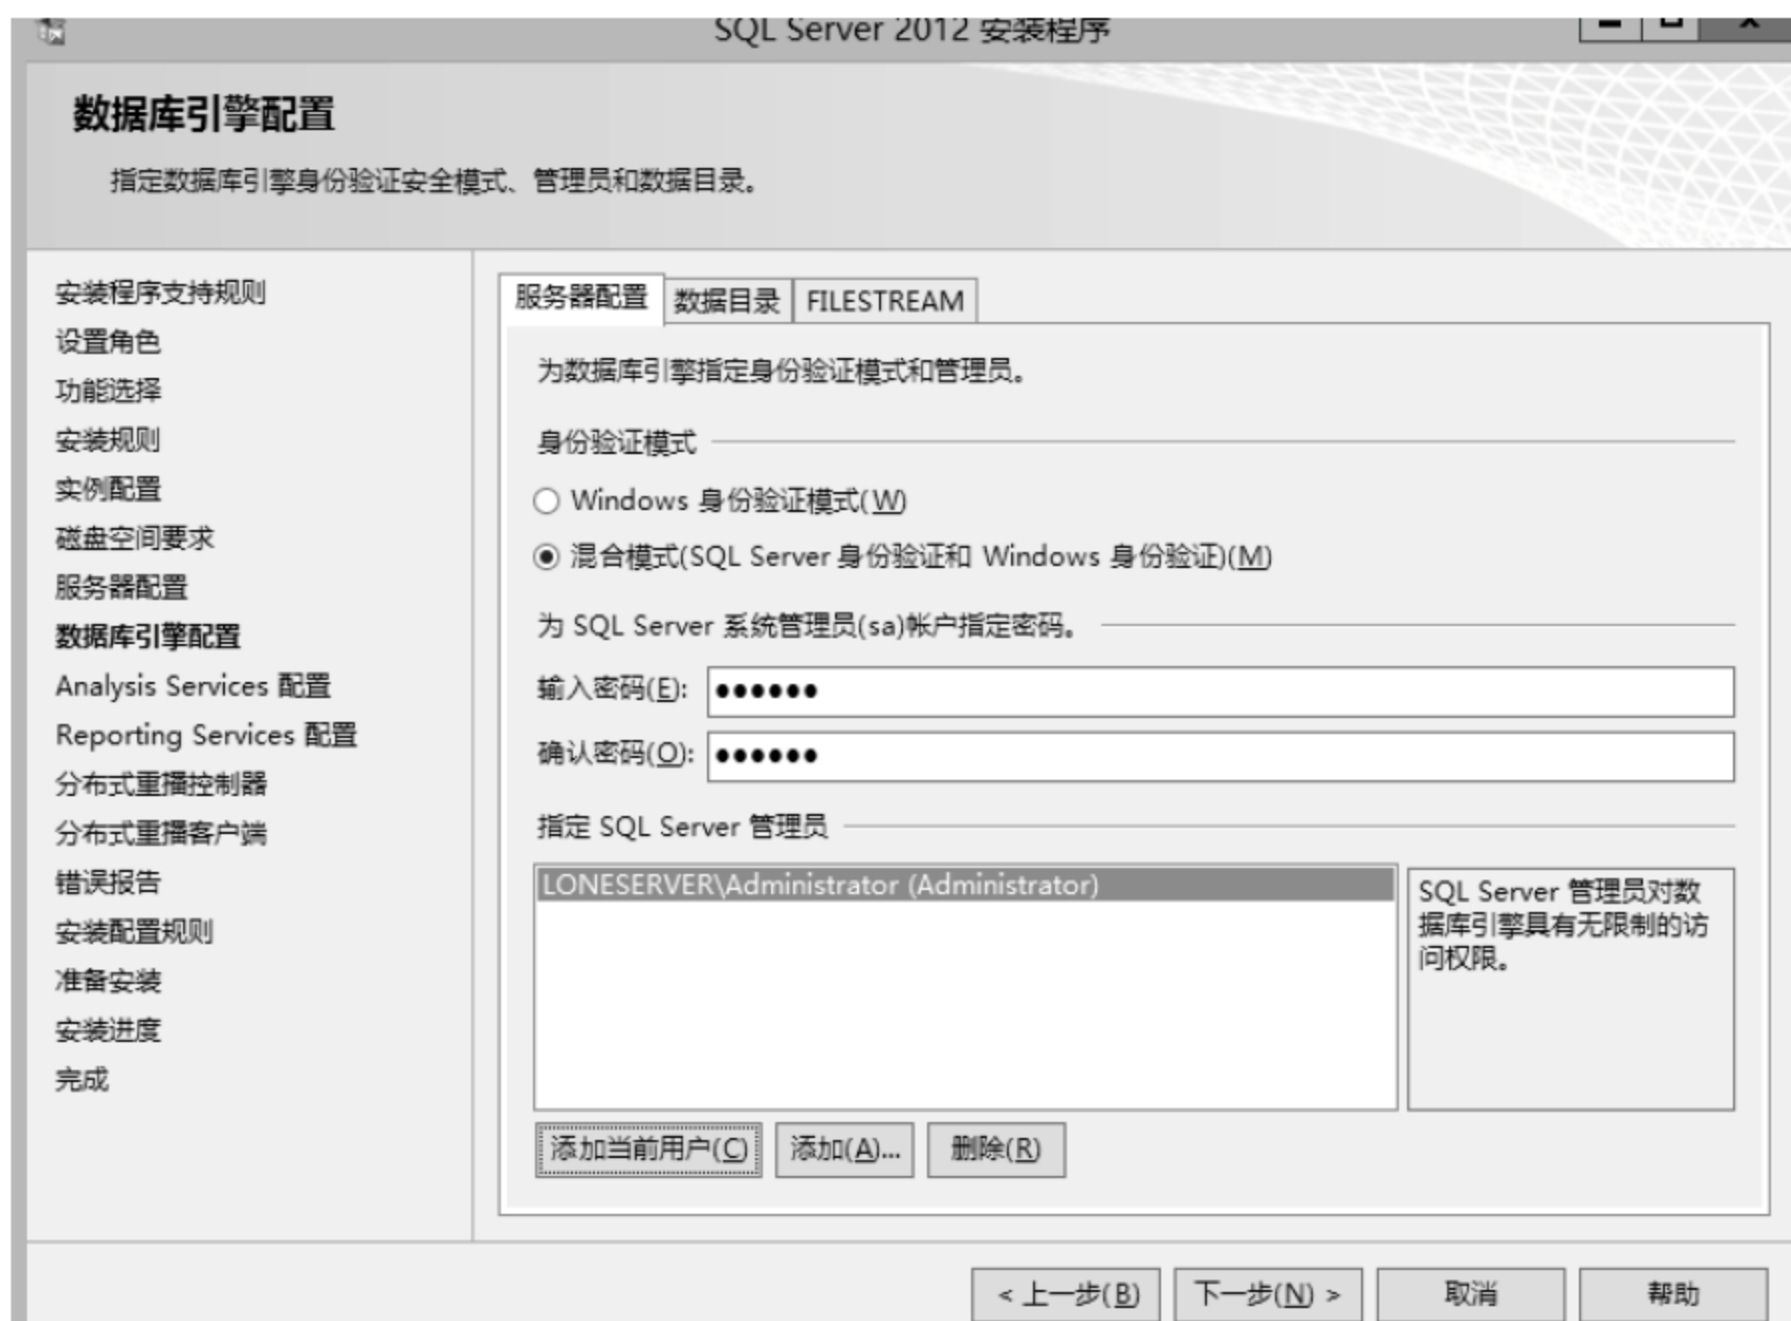 SQL Server 2012 安装程序
数据库引擎配置
指定数据库引擎身份验证安全模式、管理员和数据目录。
安装程序支持规则
设置角色
功能选择
安装规则
实例配置
磁盘空间要求
服务器配置
数据库引擎配置
Analysis Services 配置
Reporting Services 配置
分布式重播控制器
分布式重播客户端
错误报告
安装配置规则
准备安装
安装进度
完成
服务器配置 数据目录 FILESTREAM
为数据库引擎指定身份验证模式和管理员。
身份验证模式
Windows 身份验证模式(W)
混合模式(SQL Server 身份验证和 Windows 身份验证)(M)
为 SQL Server 系统管理员(sa)帐户指定密码。
输入密码(E): ●●●●●●
确认密码(O): ●●●●●●
指定 SQL Server 管理员
LONESERVER\Administrator (Administrator)
SQL Server 管理员对数
据库引擎具有无限制的访
问权限。
添加当前用户(C) 添加(A)... 删除(R)
< 上一步(B) 下一步(N) > 取消 帮助